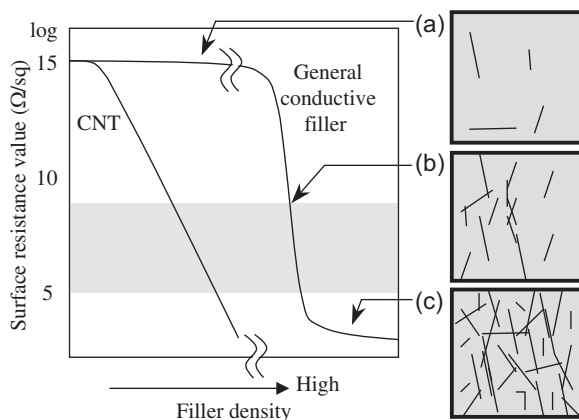 log
15
10
5
Surface resistance value (Ω/sq)
CNT
General
conductive
filler
High
Filler density
(a)
(b)
(c)